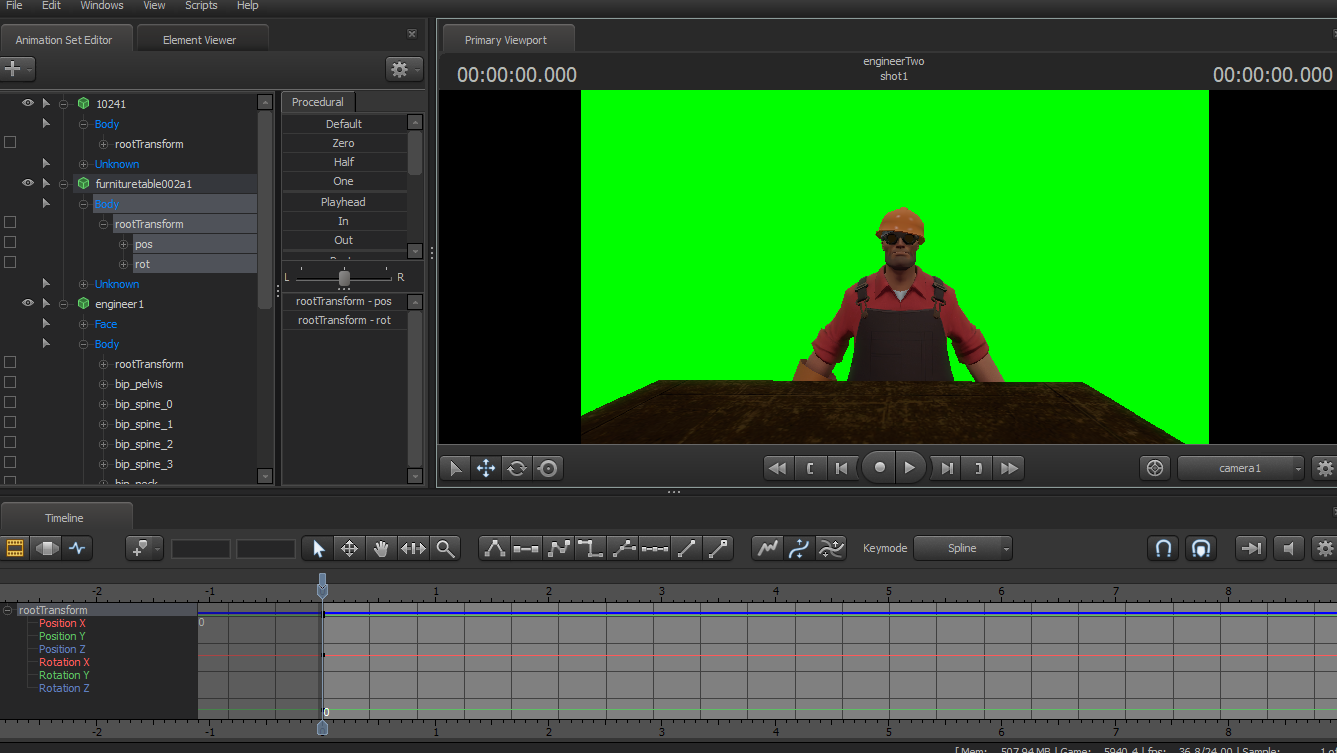 File Edit Windows View Scripts Help
Animation Set Editor Element Viewer
Primary Viewport
00:00:00.000
engineerTwo
shot1
00:00:00.000
10241
Body
rootTransform
Unknown
furnituretable002a1
Body
rootTransform
pos
rot
Unknown
engineer1
Face
Body
rootTransform
bip_pelvis
bip_spine_0
bip_spine_1
bip_spine_2
bip_spine_3
bip_neck
Procedural
Default
Zero
Half
One
Playhead
In
Out
L R
rootTransform - pos
rootTransform - rot
camera1
Timeline
Keymode Spline
-2 -1 1 2 3 4 5 6 7 8
rootTransform
Position X
Position Y
Position Z
Rotation X
Rotation Y
Rotation Z
0
0
-2 -1 1 2 3 4 5 6 7 8
[ Mem: 507.94 MB | Game: 5940.4 | fps: 36.8/24.00 | Sample: 1 of